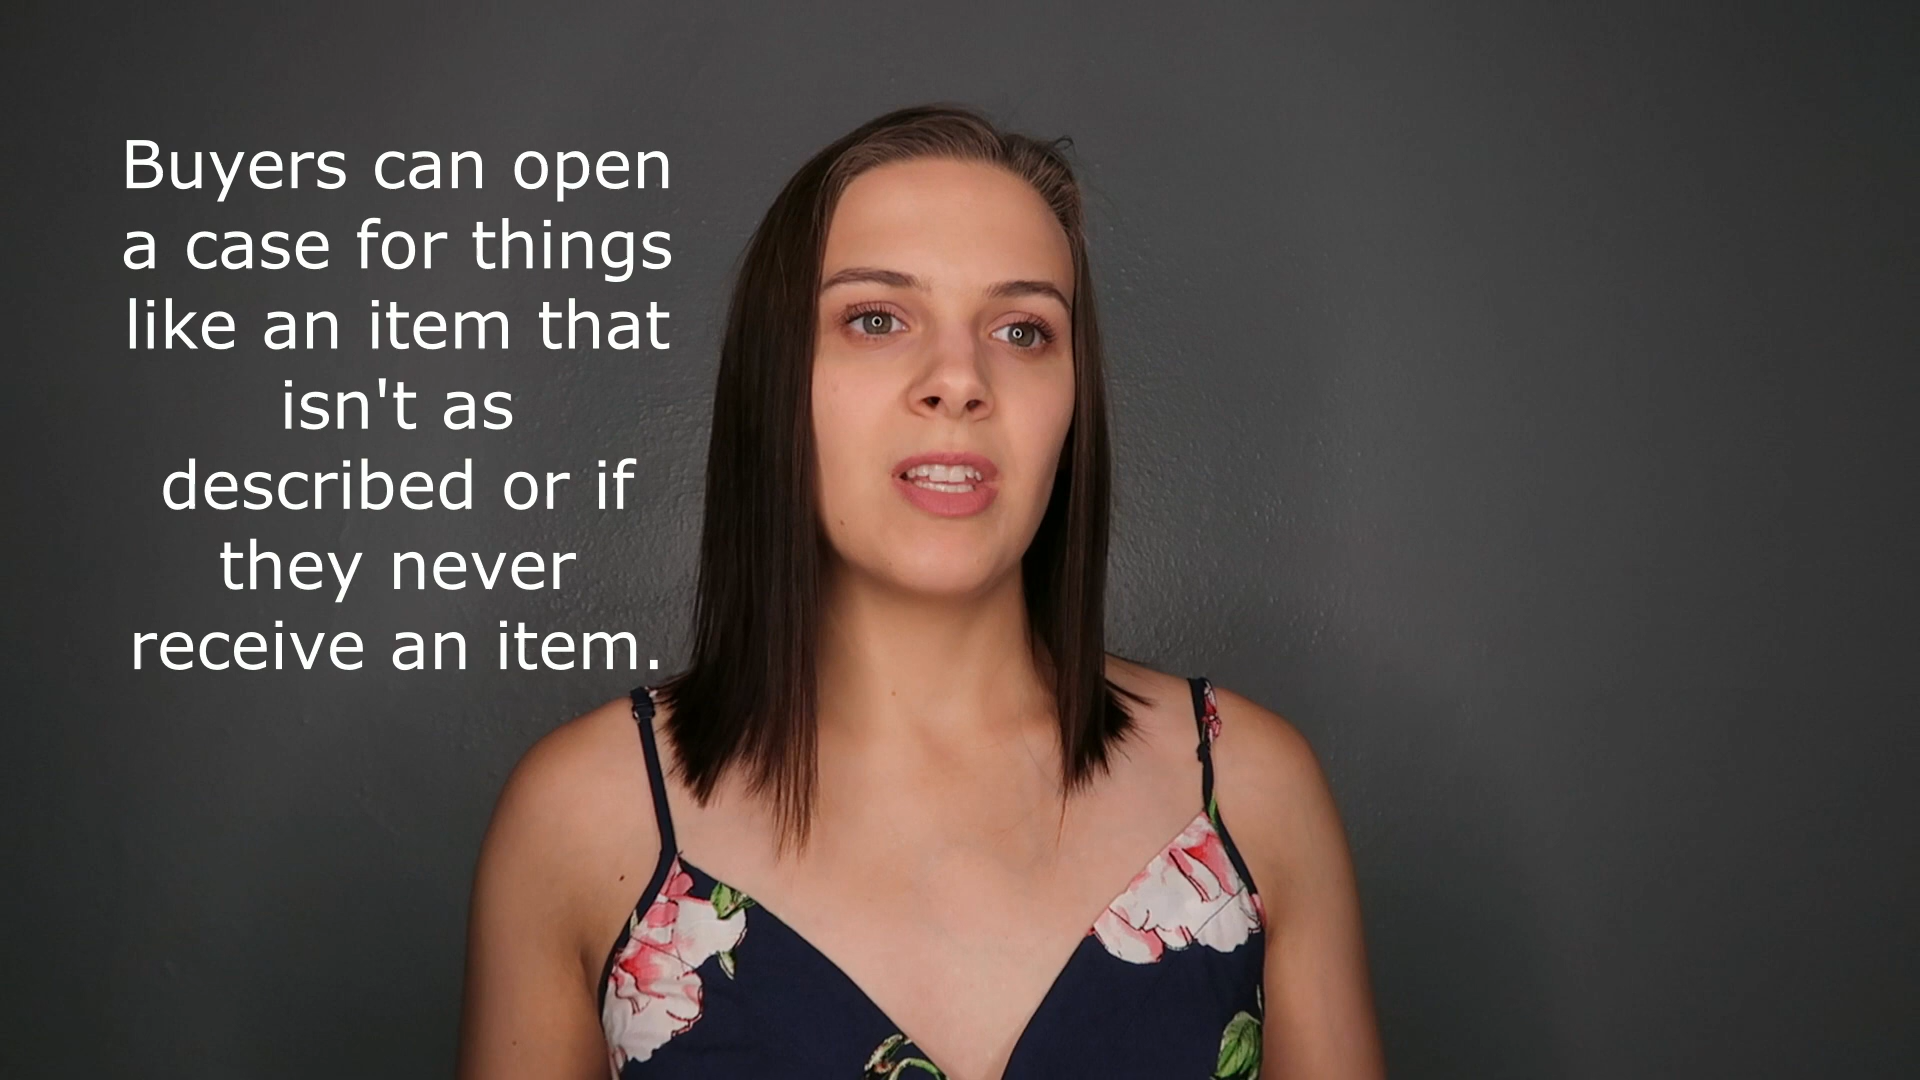 Buyers can open
a case for things
like an item that
isn't as
described or if
they never
receive an item.